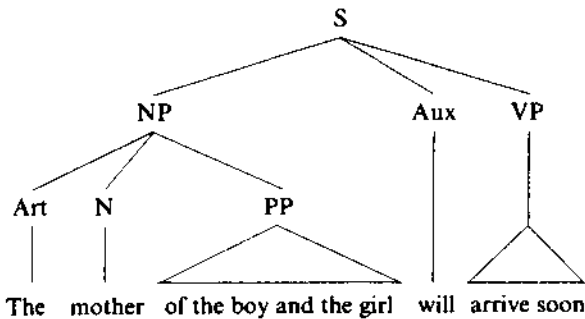 S
NP Aux VP
Art N PP
The mother of the boy and the girl will arrive soon